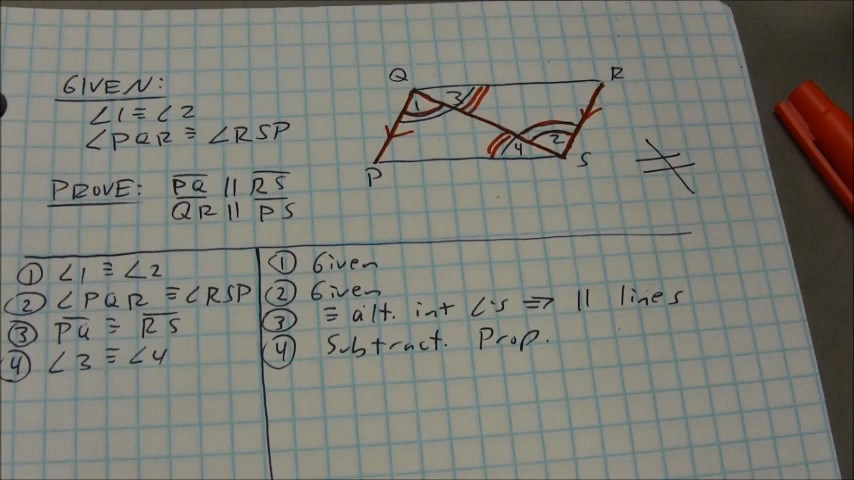 GIVEN:
∠1 ≅ ∠2
∠PQR ≅ ∠RSP
PROVE: PQ || RS
QR || PS
Q R
1 3
4 2
P S
① ∠1 ≅ ∠2 ① Given
② ∠PQR ≅ ∠RSP ② Given
③ PQ ≅ RS ③ ≅ alt. int ∠'s ⇒ || lines
④ ∠3 ≅ ∠4 ④ Subtract. Prop.